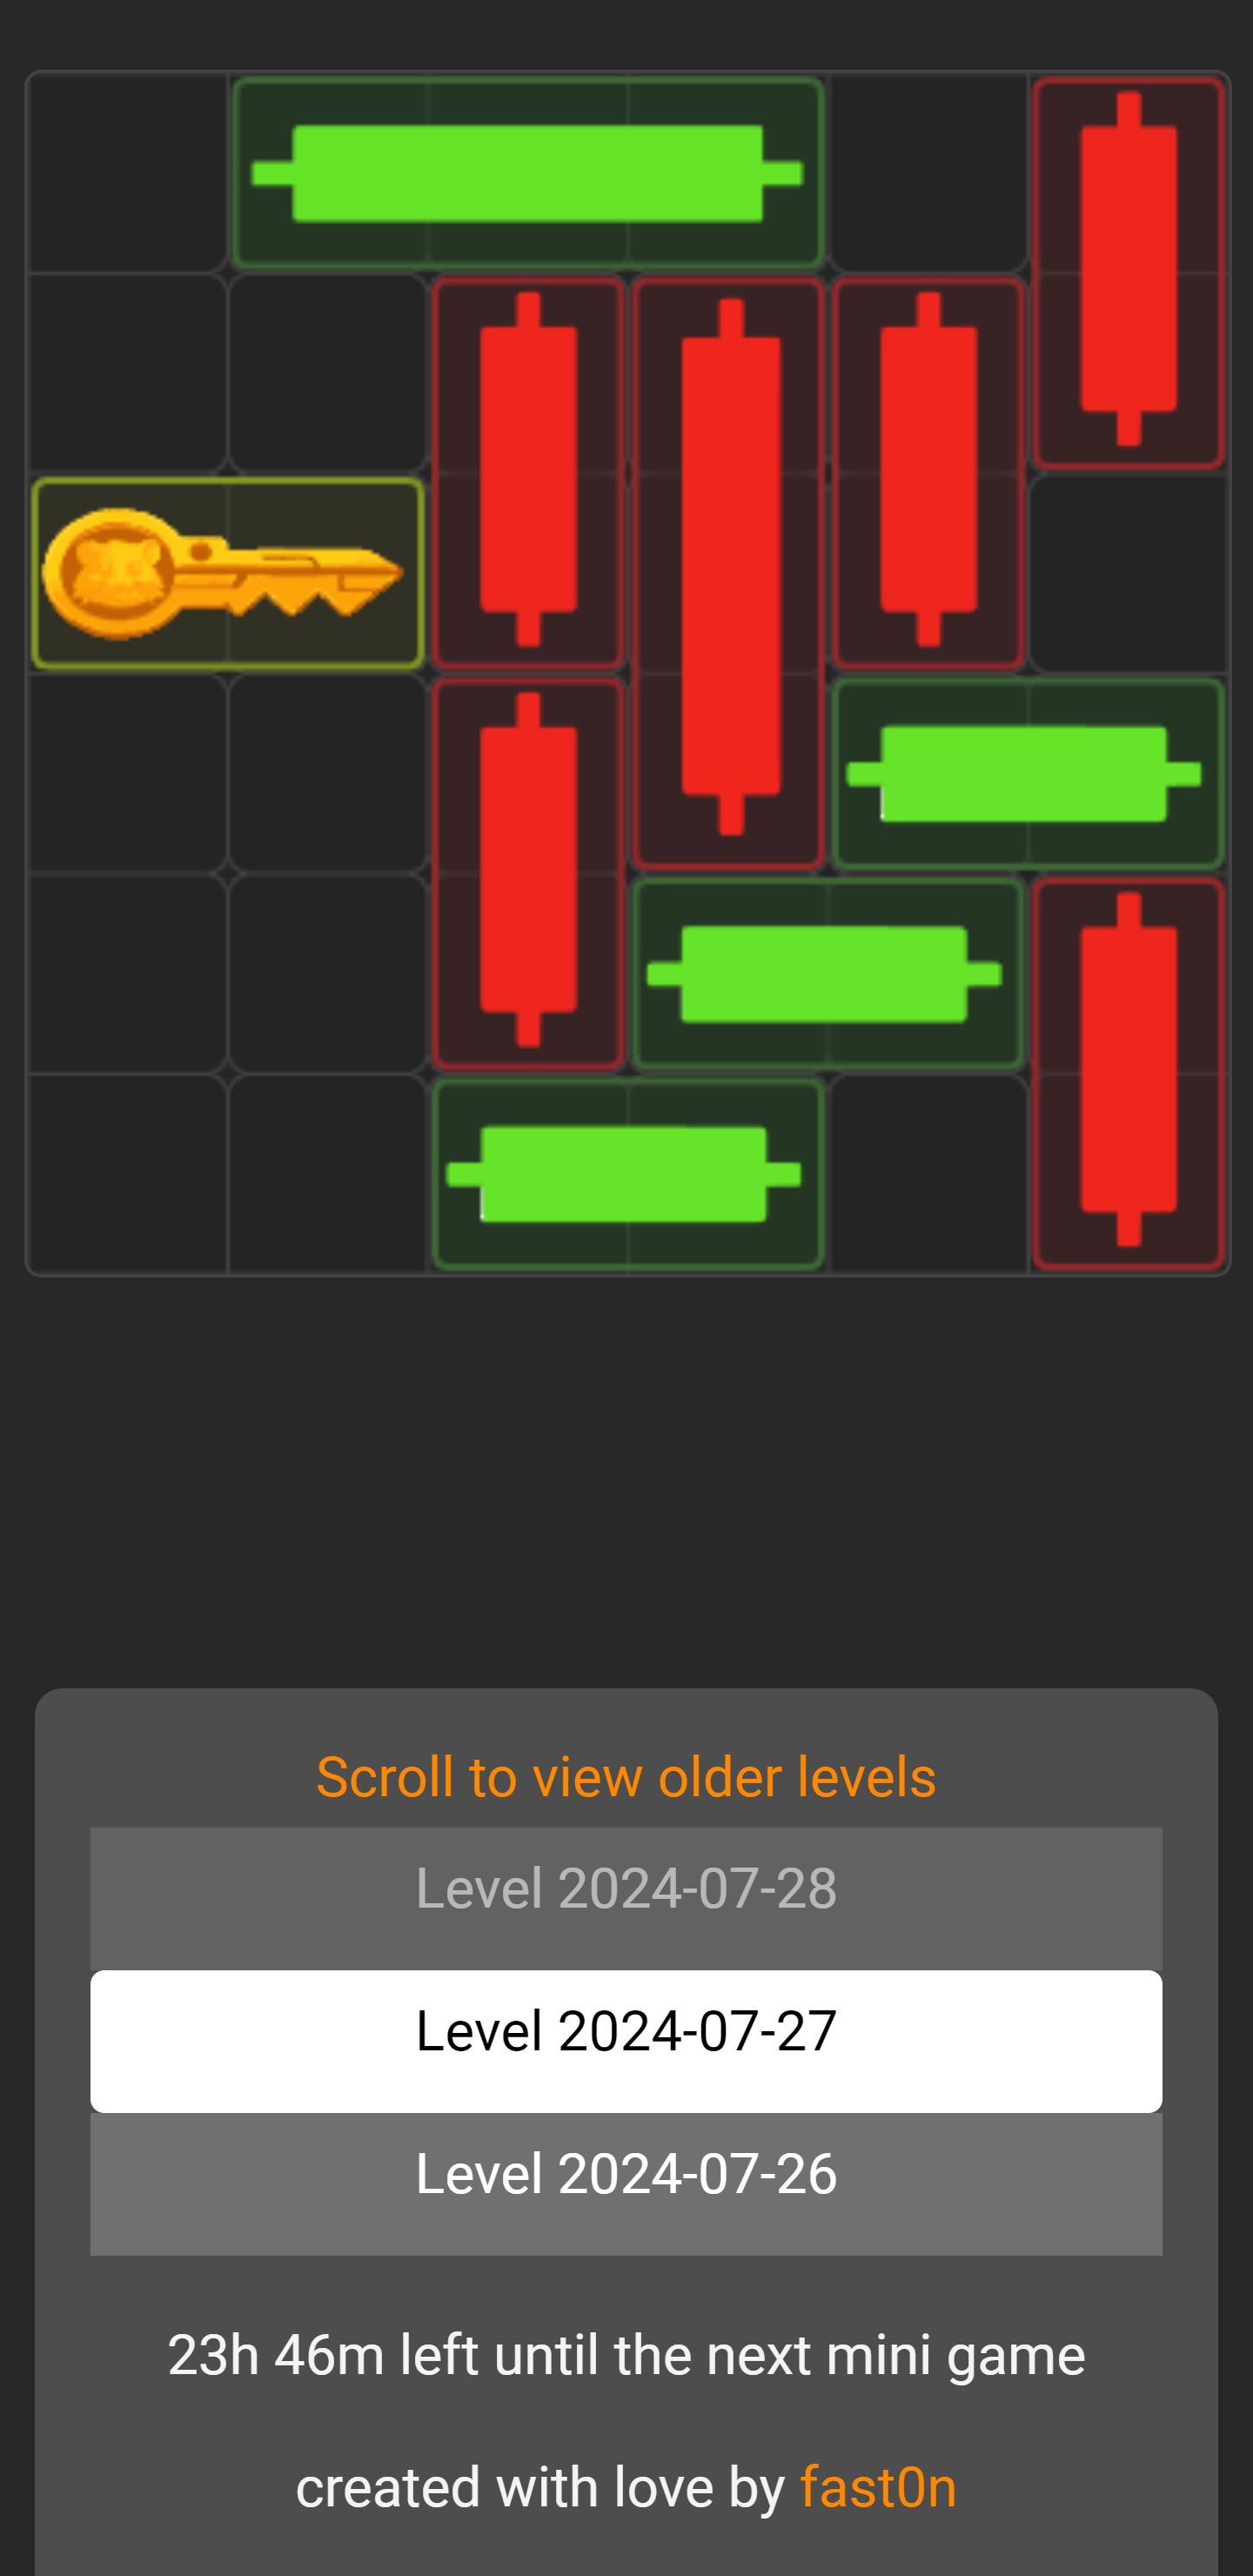 Scroll to view older levels
Level 2024-07-28
Level 2024-07-27
Level 2024-07-26
23h 46m left until the next mini game
created with love by fast0n